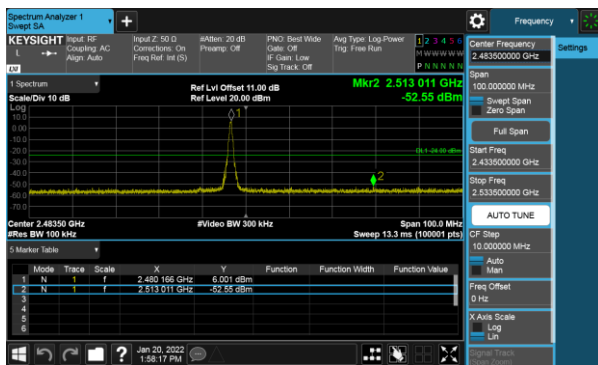 Spectrum Analyzer 1
Swept SA
+
Frequency
KEYSIGHT
L
Input: RF
Coupling: AC
Align: Auto
Input Z: 50 Ω
Corrections: On
Freq Ref: Int (S)
#Atten: 20 dB
Preamp: Off
PNO: Best Wide
Gate: Off
IF Gain: Low
Sig Track: Off
Avg Type: Log-Power
Trig: Free Run
1 2 3 4 5 6
M W W W W W
P N N N N N
Center Frequency
2.483500000 GHz
Settings
LW
1 Spectrum
Scale/Div 10 dB
Ref Lvl Offset 11.00 dB
Ref Level 20.00 dBm
Mkr2 2.513 011 GHz
-52.55 dBm
Span
100.000000 MHz
Swept Span
Zero Span
Log
10.0
0.00
-10.0
-20.0
-30.0
-40.0
-50.0
-60.0
-70.0
1
2
Full Span
Start Freq
2.433500000 GHz
Stop Freq
2.533500000 GHz
AUTO TUNE
Center 2.48350 GHz
#Res BW 100 kHz
#Video BW 300 kHz
Span 100.0 MHz
Sweep 13.3 ms (100001 pts)
CF Step
10.000000 MHz
Auto
Man
5 Marker Table
Mode Trace Scale X Y Function Function Width Function Value
1 N 1 f 2.480 166 GHz 6.001 dBm
2 N 1 f 2.513 011 GHz -52.55 dBm
3
4
5
6
Freq Offset
0 Hz
X Axis Scale
Log
Lin
Signal Track
(Span Zoom)
?
Jan 20, 2022
1:58:17 PM